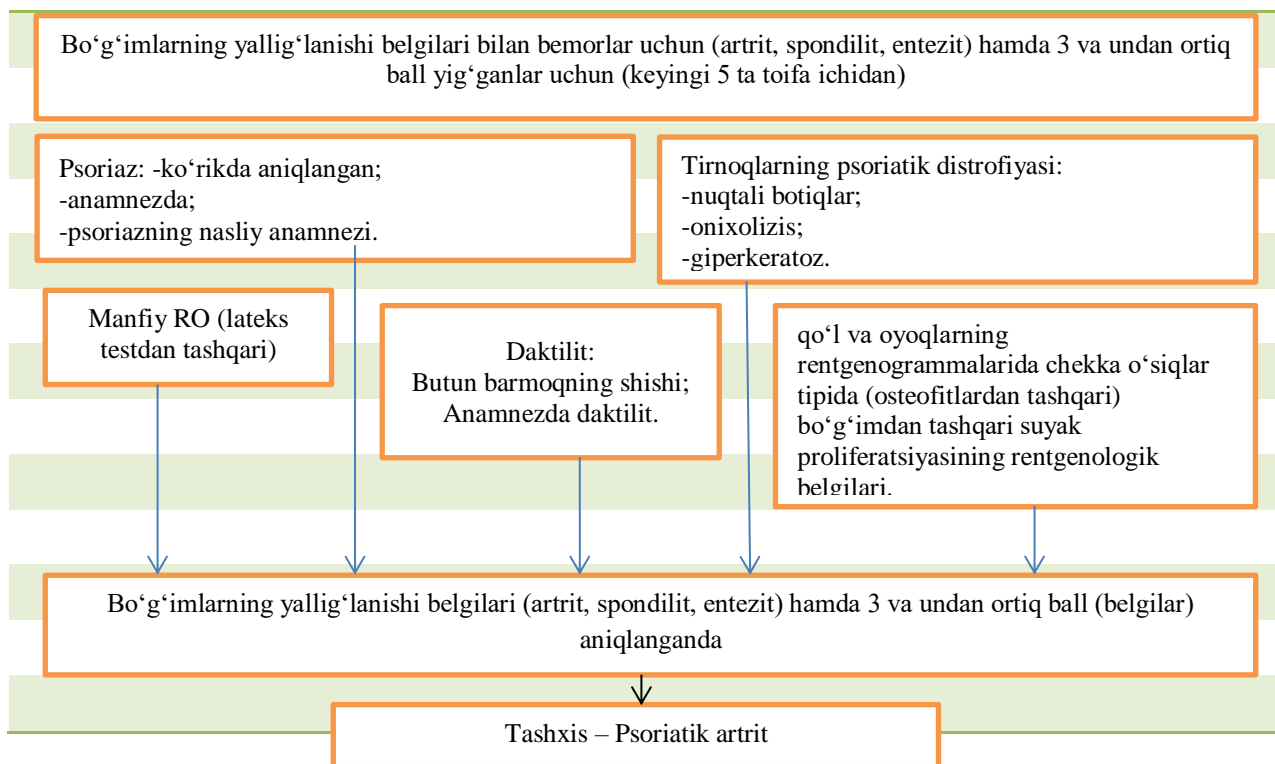 Bo‘g‘imlarning yallig‘lanishi belgilari bilan bemorlar uchun (artrit, spondilit, entezit) hamda 3 va undan ortiq
ball yig‘ganlar uchun (keyingi 5 ta toifa ichidan)
Psoriaz: -ko‘rikda aniqlangan;
-anamnezda;
-psoriazning nasliy anamnezi.
Tirnoqlarning psoriatik distrofiyasi:
-nuqtali botiqlar;
-onixolizis;
-giperkeratoz.
Manfiy RO (lateks
testdan tashqari)
Daktilit:
Butun barmoqning shishi;
Anamnezda daktilit.
qo‘l va oyoqlarning
rentgenogrammalarida chekka o’siqlar
tipida (osteofitlardan tashqari)
bo‘g‘imdan tashqari suyak
proliferatsiyasining rentgenologik
belgilari.
Bo‘g‘imlarning yallig‘lanishi belgilari (artrit, spondilit, entezit) hamda 3 va undan ortiq ball (belgilar)
aniqlanganda
Tashxis – Psoriatik artrit